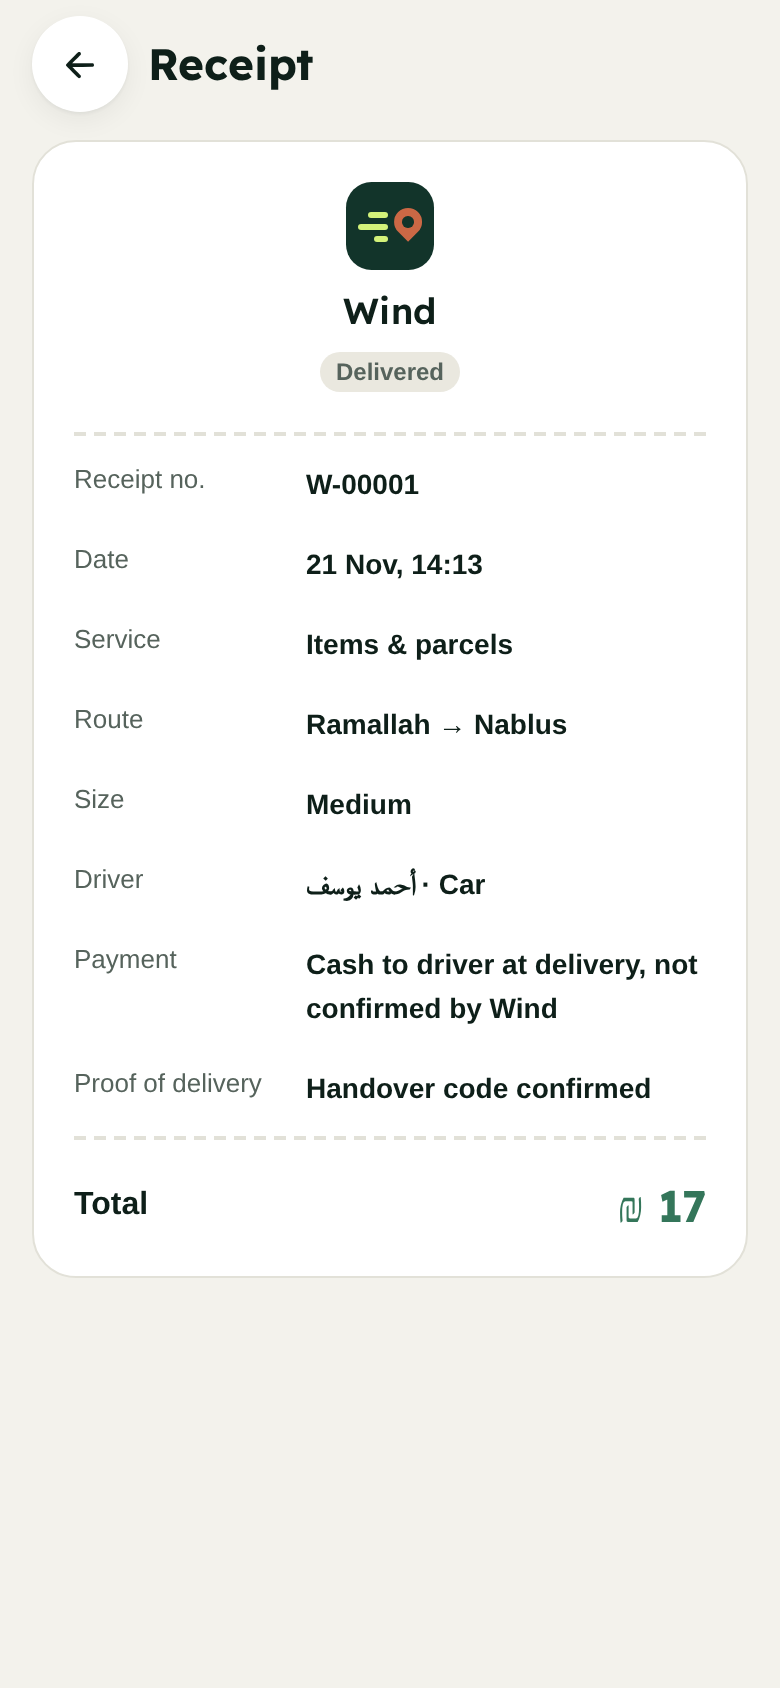 Receipt
Wind
Delivered
Receipt no. W-00001
Date 21 Nov, 14:13
Service Items & parcels
Route Ramallah → Nablus
Size Medium
Driver أحمد يوسف · Car
Payment Cash to driver at delivery, not
confirmed by Wind
Proof of delivery Handover code confirmed
Total ₪ 17